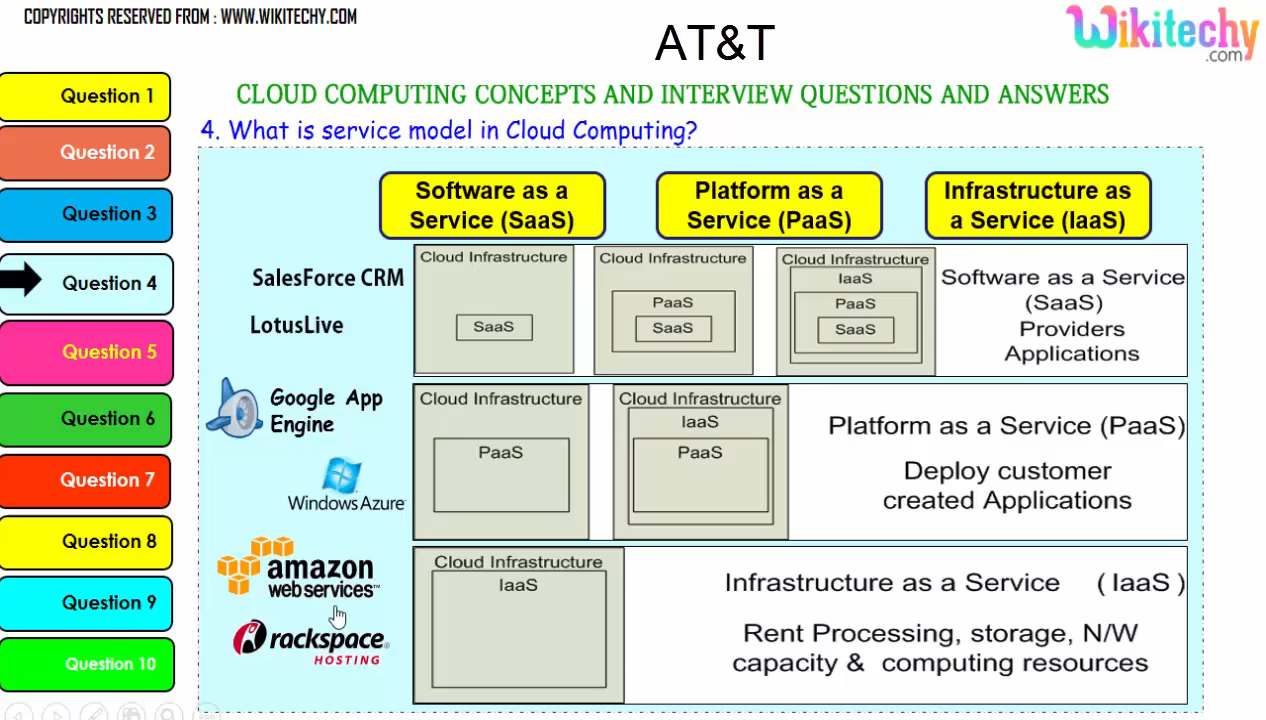 COPYRIGHTS RESERVED FROM : WWW.WIKITECHY.COM
AT&T
Wikitechy
.com
CLOUD COMPUTING CONCEPTS AND INTERVIEW QUESTIONS AND ANSWERS
4. What is service model in Cloud Computing?
Question 1
Question 2
Question 3
Question 4
Question 5
Question 6
Question 7
Question 8
Question 9
Question 10
Software as a
Service (SaaS)
Platform as a
Service (PaaS)
Infrastructure as
a Service (IaaS)
SalesForce CRM
LotusLive
Cloud Infrastructure
SaaS
Cloud Infrastructure
PaaS
SaaS
Cloud Infrastructure
IaaS
PaaS
SaaS
Software as a Service
(SaaS)
Providers
Applications
Google App
Engine
Windows Azure
Cloud Infrastructure
PaaS
Cloud Infrastructure
IaaS
PaaS
Platform as a Service (PaaS)
Deploy customer
created Applications
amazon
webservices™
rackspace®
HOSTING
Cloud Infrastructure
IaaS
Infrastructure as a Service ( IaaS )
Rent Processing, storage, N/W
capacity & computing resources